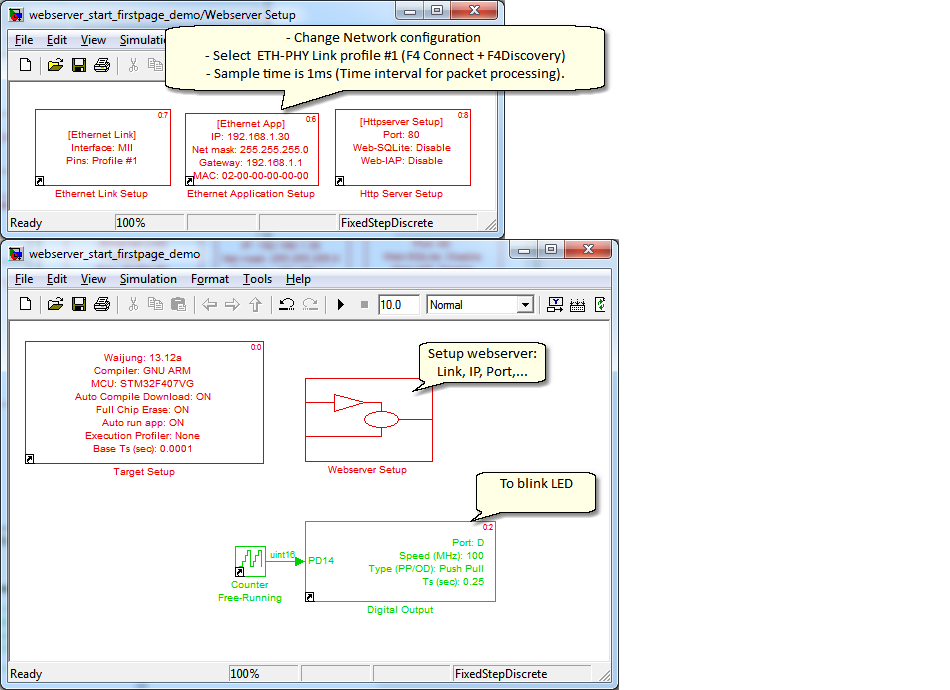 webserver_start_firstpage_demo/Webserver Setup
File Edit View Simulati
- Change Network configuration
- Select ETH-PHY Link profile #1 (F4 Connect + F4Discovery)
- Sample time is 1ms (Time interval for packet processing).
0:7
[Ethernet Link]
Interface: MII
Pins: Profile #1
Ethernet Link Setup
0:6
[Ethernet App]
IP: 192.168.1.30
Net mask: 255.255.255.0
Gateway: 192.168.1.1
MAC: 02-00-00-00-00-00
Ethernet Application Setup
0:8
[Httpserver Setup]
Port: 80
Web-SQLite: Disable
Web-IAP: Disable
Http Server Setup
Ready 100% FixedStepDiscrete
webserver_start_firstpage_demo
File Edit View Simulation Format Tools Help
10.0 Normal
0:0
Waijung: 13.12a
Compiler: GNU ARM
MCU: STM32F407VG
Auto Compile Download: ON
Full Chip Erase: ON
Auto run app: ON
Execution Profiler: None
Base Ts (sec): 0.0001
Target Setup
Setup webserver:
Link, IP, Port,...
Webserver Setup
To blink LED
uint16
Counter
Free-Running
0:2
PD14
Port: D
Speed (MHz): 100
Type (PP/OD): Push Pull
Ts (sec): 0.25
Digital Output
Ready 100% FixedStepDiscrete